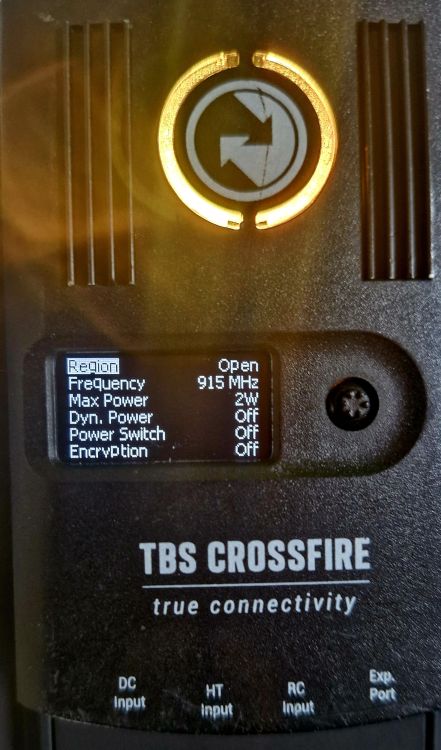 Region Open
Frequency 915 MHz
Max Power 2W
Dyn. Power Off
Power Switch Off
Encryption Off
TBS CROSSFIRE
true connectivity
DC Input
HT Input
RC Input
Exp. Port